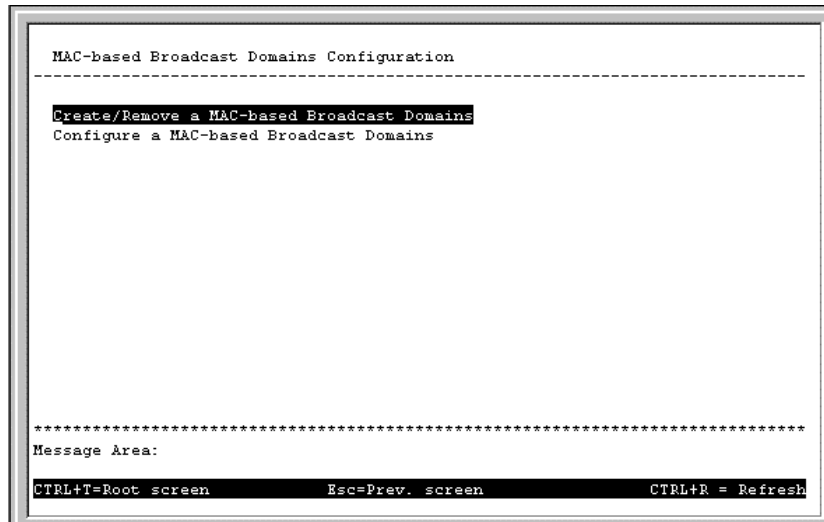 MAC-based Broadcast Domains Configuration
--------------------------------------------------------------------------------
Create/Remove a MAC-based Broadcast Domains
Configure a MAC-based Broadcast Domains
********************************************************************************
Message Area:
CTRL+T=Root screen Esc=Prev. screen CTRL+R = Refresh